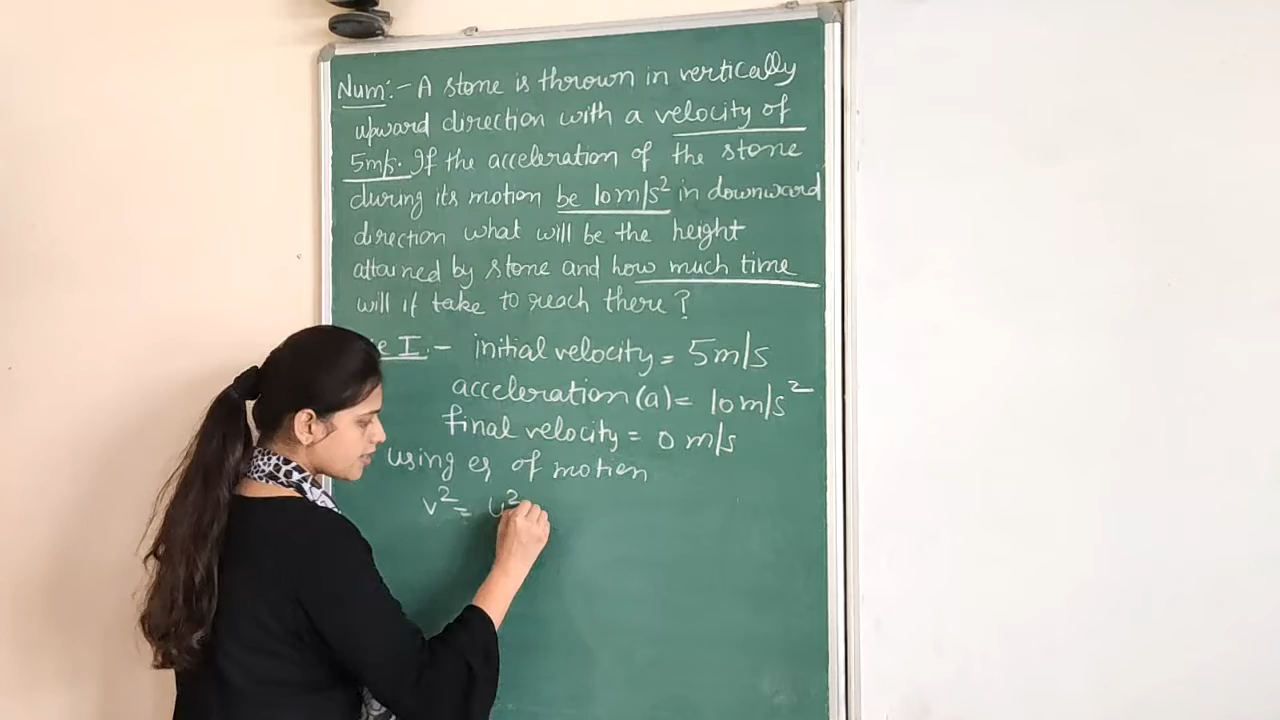 Num:- A stone is thrown in vertically
upward direction with a velocity of
5m/s. If the acceleration of the stone
during its motion be 10m/s² in downward
direction what will be the height
attained by stone and how much time
will it take to reach there?
I.- initial velocity = 5m/s
acceleration (a) = 10m/s²
final velocity = 0 m/s
using eq of motion
v² = u²